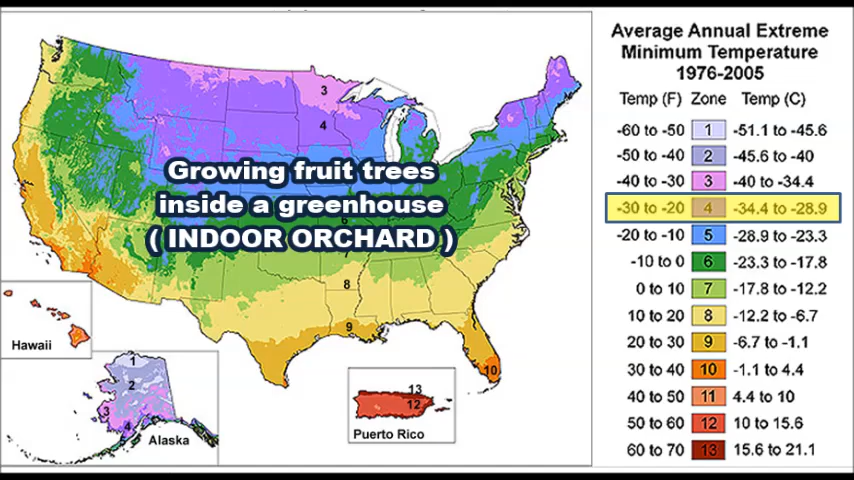 Average Annual Extreme
Minimum Temperature
1976-2005
Temp (F) Zone Temp (C)
-60 to -50 1 -51.1 to -45.6
-50 to -40 2 -45.6 to -40
-40 to -30 3 -40 to -34.4
-30 to -20 4 -34.4 to -28.9
-20 to -10 5 -28.9 to -23.3
-10 to 0 6 -23.3 to -17.8
0 to 10 7 -17.8 to -12.2
10 to 20 8 -12.2 to -6.7
20 to 30 9 -6.7 to -1.1
30 to 40 10 -1.1 to 4.4
40 to 50 11 4.4 to 10
50 to 60 12 10 to 15.6
60 to 70 13 15.6 to 21.1
3
4
Growing fruit trees
inside a greenhouse
( INDOOR ORCHARD )
8
9
10
Hawaii
1
2
3
4
Alaska
13
12
Puerto Rico